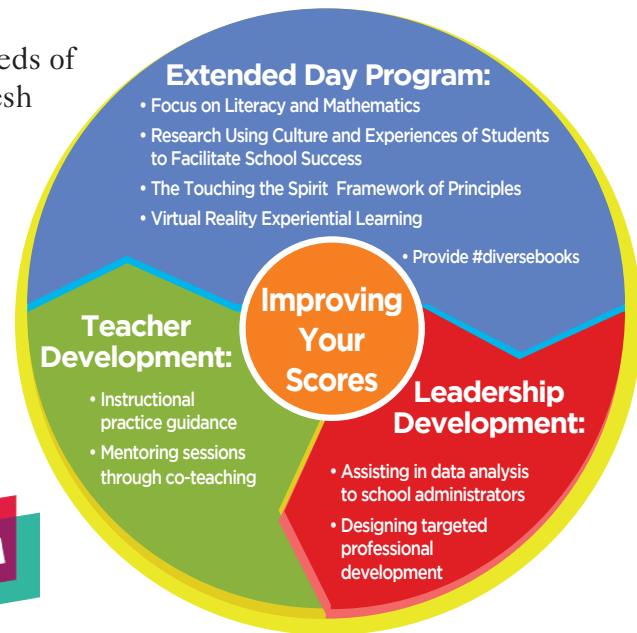 Extended Day Program:
• Focus on Literacy and Mathematics
• Research Using Culture and Experiences of Students
to Facilitate School Success
• The Touching the Spirit Framework of Principles
• Virtual Reality Experiential Learning
• Provide #diversebooks
Improving
Your
Scores
Teacher
Development:
• Instructional
practice guidance
• Mentoring sessions
through co-teaching
Leadership
Development:
• Assisting in data analysis
to school administrators
• Designing targeted
professional
development
of